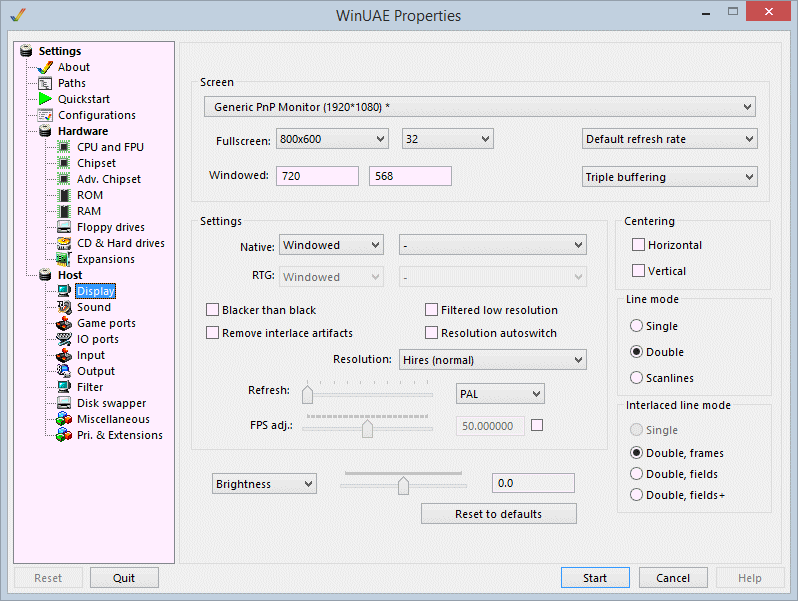 WinUAE Properties
Settings
About
Paths
Quickstart
Configurations
Hardware
CPU and FPU
Chipset
Adv. Chipset
ROM
RAM
Floppy drives
CD & Hard drives
Expansions
Host
Display
Sound
Game ports
IO ports
Input
Output
Filter
Disk swapper
Miscellaneous
Pri. & Extensions
Screen
Generic PnP Monitor (1920*1080) *
Fullscreen: 800x600 32 Default refresh rate
Windowed: 720 568 Triple buffering
Settings
Native: Windowed -
RTG: Windowed -
Blacker than black Filtered low resolution
Remove interlace artifacts Resolution autoswitch
Resolution: Hires (normal)
Refresh: PAL
FPS adj.: 50.000000
Brightness 0.0
Reset to defaults
Centering
Horizontal
Vertical
Line mode
Single
Double
Scanlines
Interlaced line mode
Single
Double, frames
Double, fields
Double, fields+
Reset Quit Start Cancel Help